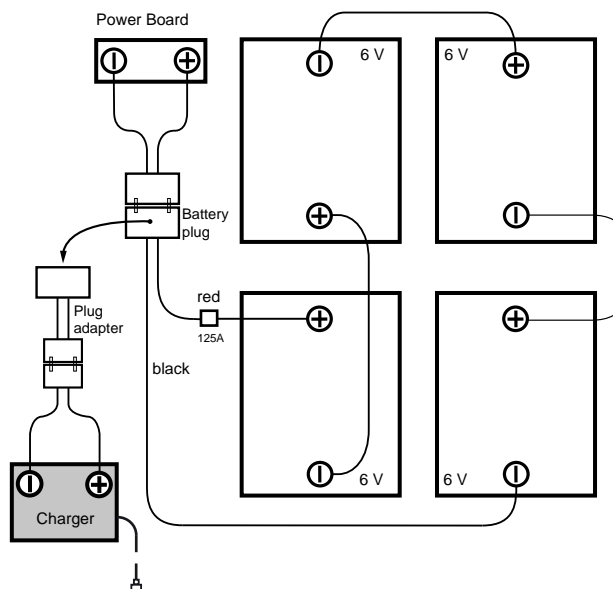 Power Board
6 V
6 V
Battery
plug
red
125A
Plug
adapter
black
6 V
6 V
Charger